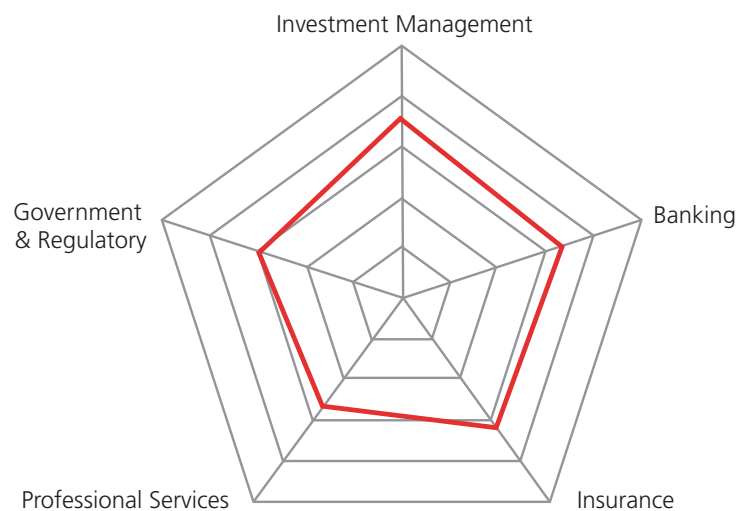 Investment Management
Government
& Regulatory
Banking
Professional Services
Insurance